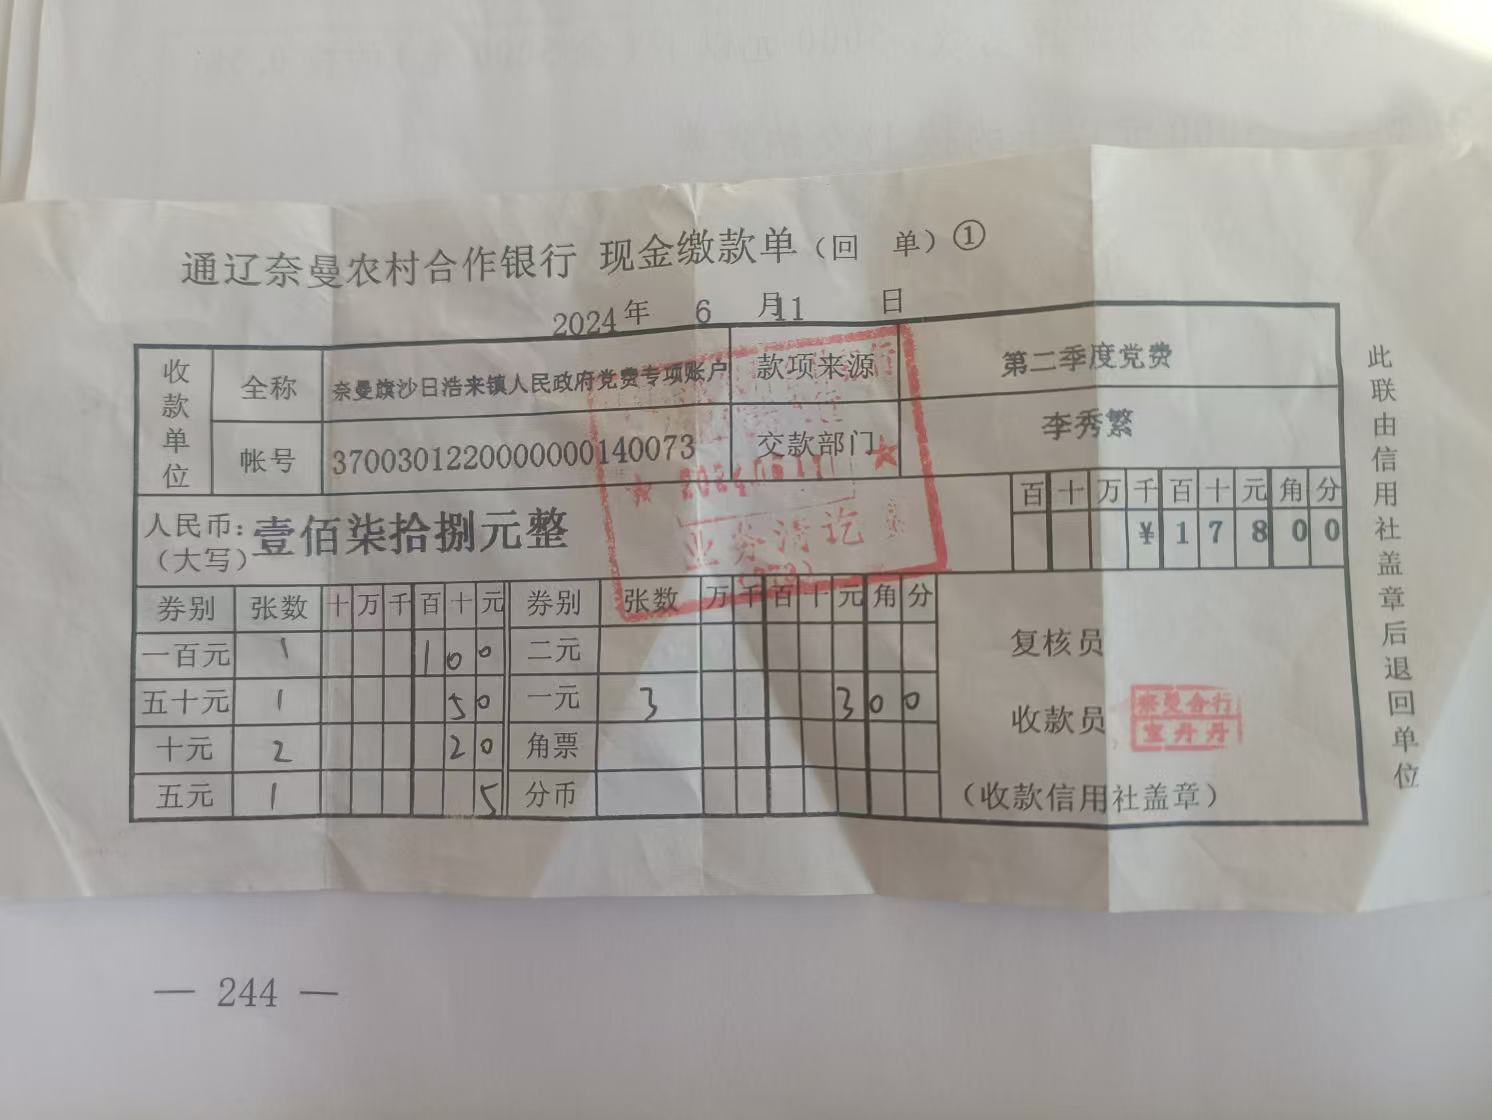 通辽奈曼农村合作银行 现金缴款单（回 单）①
2024年 6 月11 日
收款单位 全称 奈曼旗沙日浩来镇人民政府党费专项账户 款项来源 第二季度党费
帐号 3700301220000000140073 交款部门 李秀繁
人民币：（大写） 壹佰柒拾捌元整 百 十 万 千 百 十 元 角 分
¥ 1 7 8 0 0
业务清讫
券别 张数 十 万 千 百 十 元 券别 张数 万 千 百 十 元 角 分
一百元 1 1 0 0 二元
五十元 1 5 0 一元 3 3 0 0
十元 2 2 0 角票
五元 1 5 分币
复核员
收款员
（收款信用社盖章）
此联由信用社盖章后退回单位
— 244 —